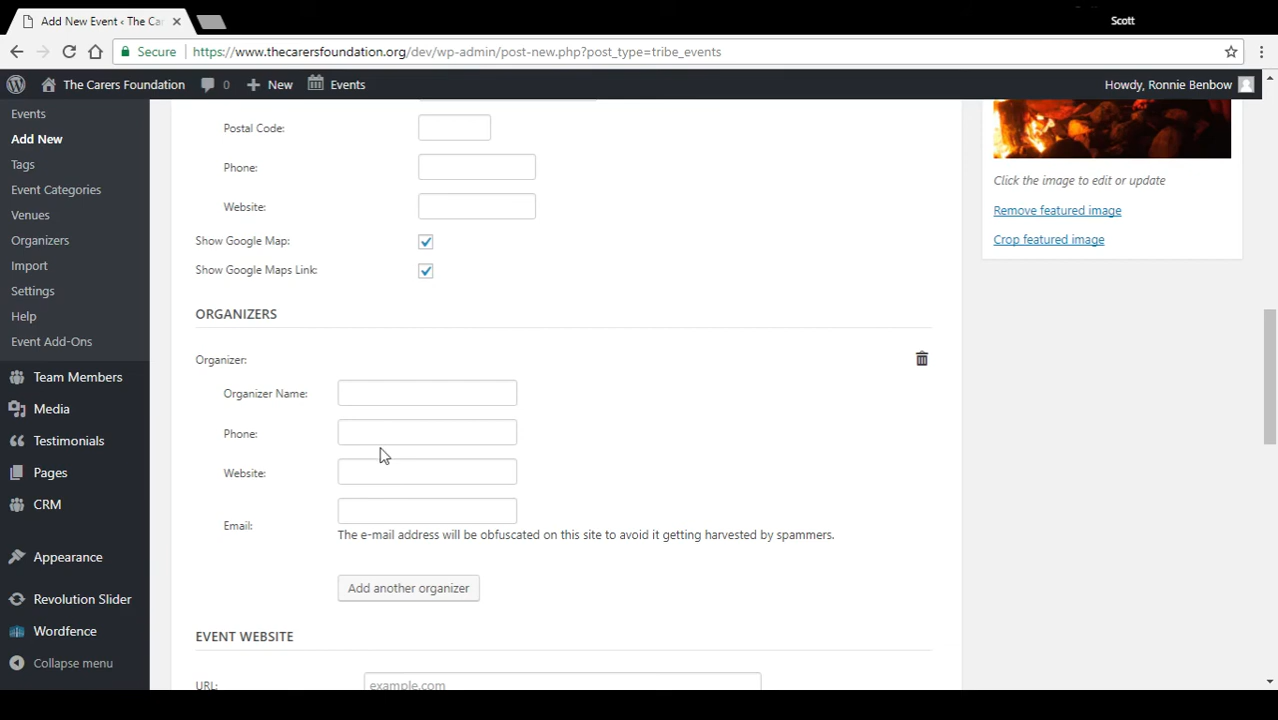 Scott
Add New Event ‹ The Ca
Secure https://www.thecarersfoundation.org/dev/wp-admin/post-new.php?post_type=tribe_events
The Carers Foundation 0 New Events Howdy, Ronnie Benbow
Events
Add New
Tags
Event Categories
Venues
Organizers
Import
Settings
Help
Event Add-Ons
Team Members
Media
Testimonials
Pages
CRM
Appearance
Revolution Slider
Wordfence
Collapse menu
Postal Code:
Phone:
Website:
Show Google Map:
Show Google Maps Link:
ORGANIZERS
Organizer:
Organizer Name:
Phone:
Website:
Email:
The e-mail address will be obfuscated on this site to avoid it getting harvested by spammers.
Add another organizer
EVENT WEBSITE
URL: example.com
Click the image to edit or update
Remove featured image
Crop featured image